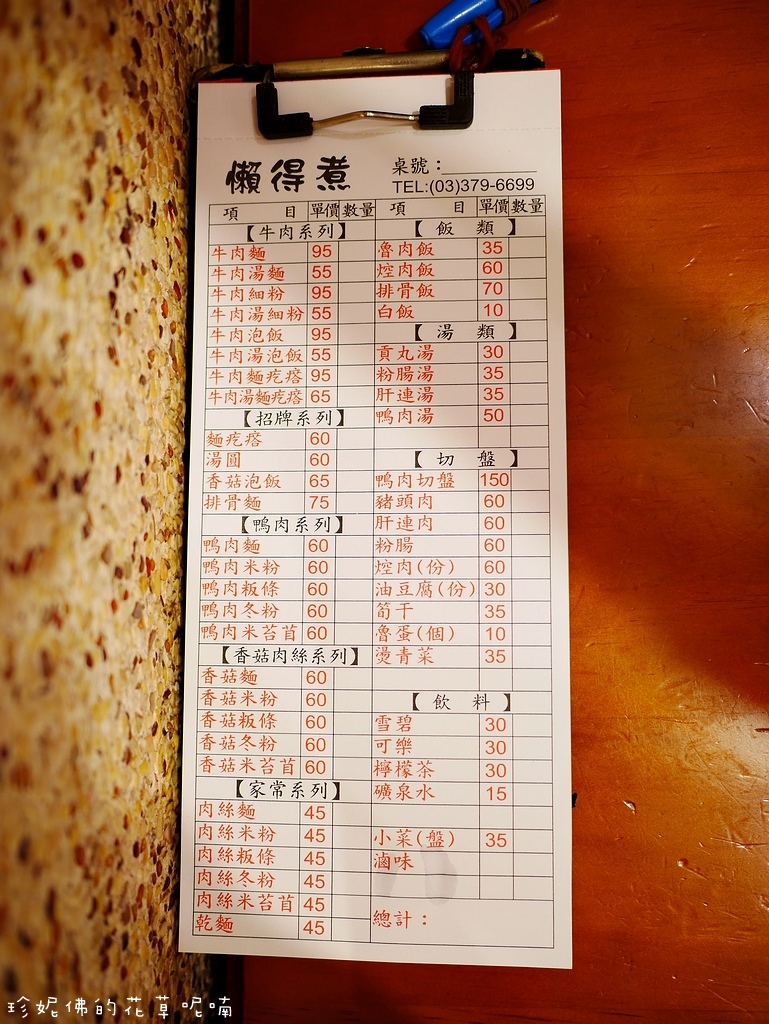 懶得煮
桌號：
TEL:(03)379-6699
項 目 單價 數量
【牛肉系列】
牛肉麵 95
牛肉湯麵 55
牛肉細粉 95
牛肉湯細粉 55
牛肉泡飯 95
牛肉湯泡飯 55
牛肉麵疙瘩 95
牛肉湯麵疙瘩 65
【招牌系列】
麵疙瘩 60
湯圓 60
香菇泡飯 65
排骨麵 75
【鴨肉系列】
鴨肉麵 60
鴨肉米粉 60
鴨肉粄條 60
鴨肉冬粉 60
鴨肉米苔苜 60
【香菇肉絲系列】
香菇麵 60
香菇米粉 60
香菇粄條 60
香菇冬粉 60
香菇米苔苜 60
【家常系列】
肉絲麵 45
肉絲米粉 45
肉絲粄條 45
肉絲冬粉 45
肉絲米苔苜 45
乾麵 45
項 目 單價 數量
【飯 類】
魯肉飯 35
焢肉飯 60
排骨飯 70
白飯 10
【湯 類】
貢丸湯 30
粉腸湯 35
肝連湯 35
鴨肉湯 50
【切 盤】
鴨肉切盤 150
豬頭肉 60
肝連肉 60
粉腸 60
焢肉(份) 60
油豆腐(份) 30
筍干 35
魯蛋(個) 10
燙青菜 35
【飲 料】
雪碧 30
可樂 30
檸檬茶 30
礦泉水 15
小菜(盤) 35
滷味
總計：
珍妮佛的花草呢喃